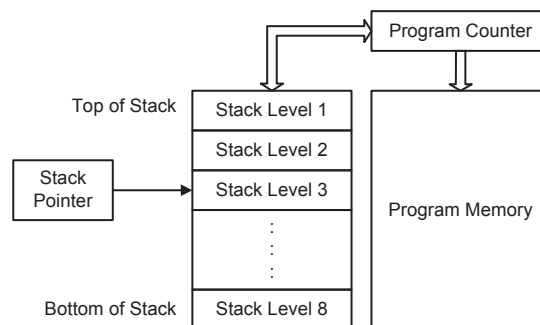 Program Counter
Top of Stack
Stack Level 1
Stack Level 2
Stack
Pointer
Stack Level 3
Program Memory
Bottom of Stack
Stack Level 8